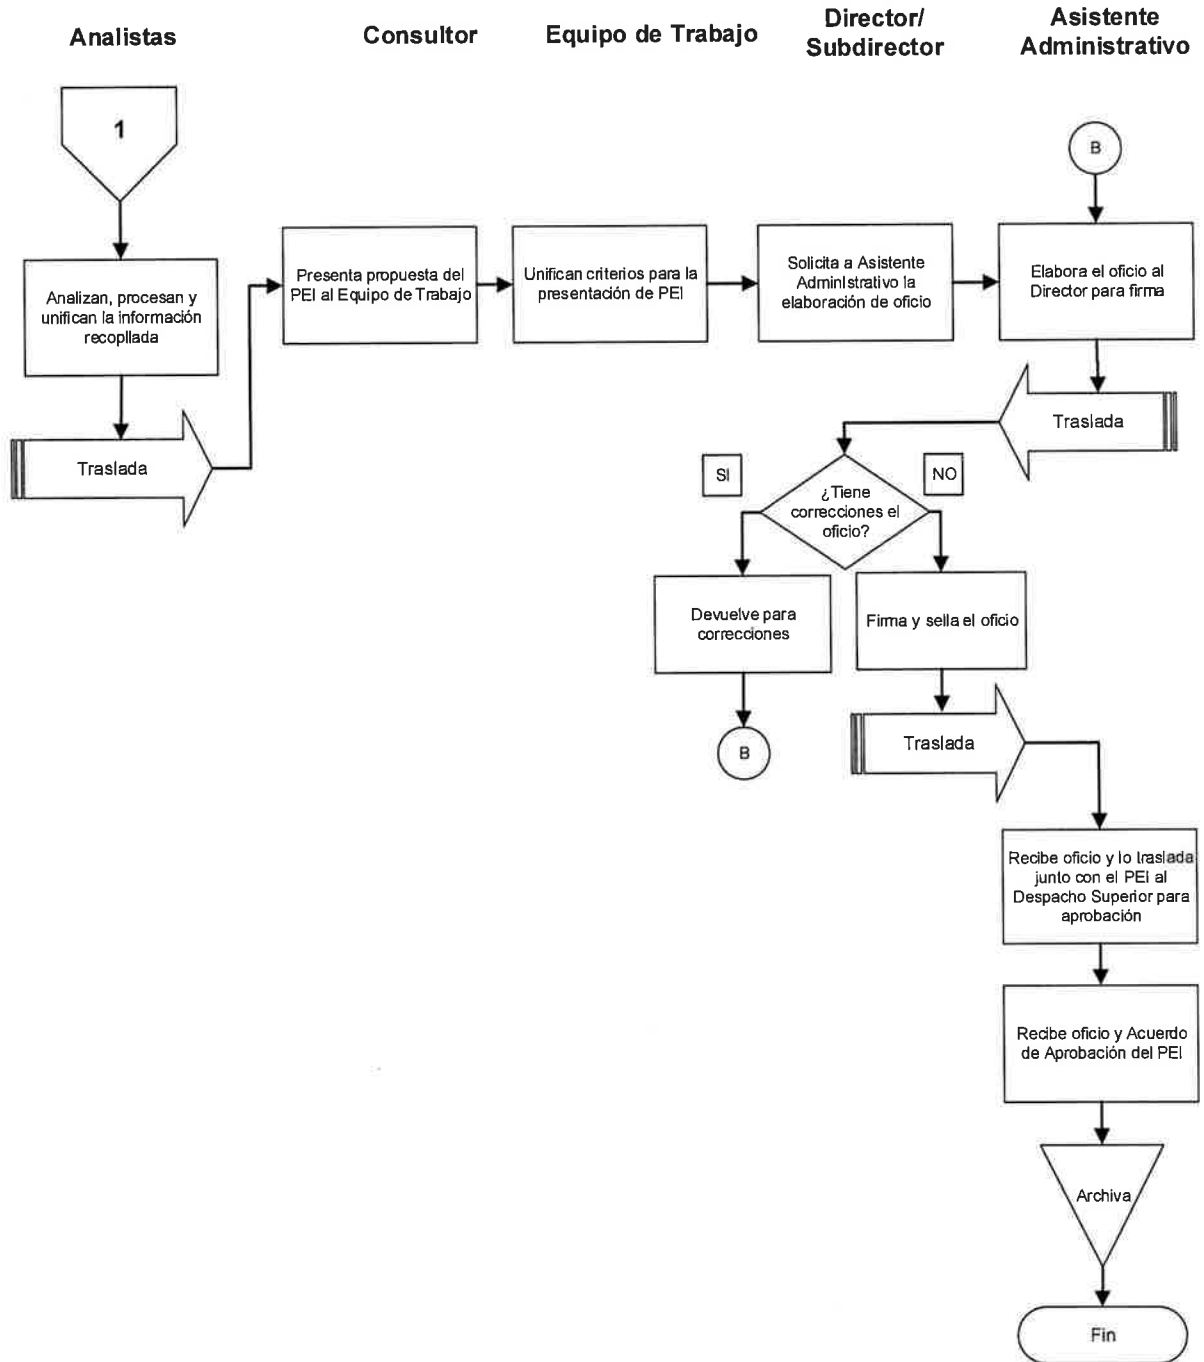 Analistas
Consultor
Equipo de Trabajo
Director/
Subdirector
Asistente
Administrativo
1
B
Analizan, procesan y
unifican la información
recopilada
Presenta propuesta del
PEI al Equipo de Trabajo
Unifican criterios para la
presentación de PEI
Solicita a Asistente
Administrativo la
elaboración de oficio
Elabora el oficio al
Director para firma
Traslada
Traslada
SI
NO
¿Tiene
correcciones el
oficio?
Devuelve para
correcciones
Firma y sella el oficio
B
Traslada
Recibe oficio y lo traslada
junto con el PEI al
Despacho Superior para
aprobación
Recibe oficio y Acuerdo
de Aprobación del PEI
Archiva
Fin